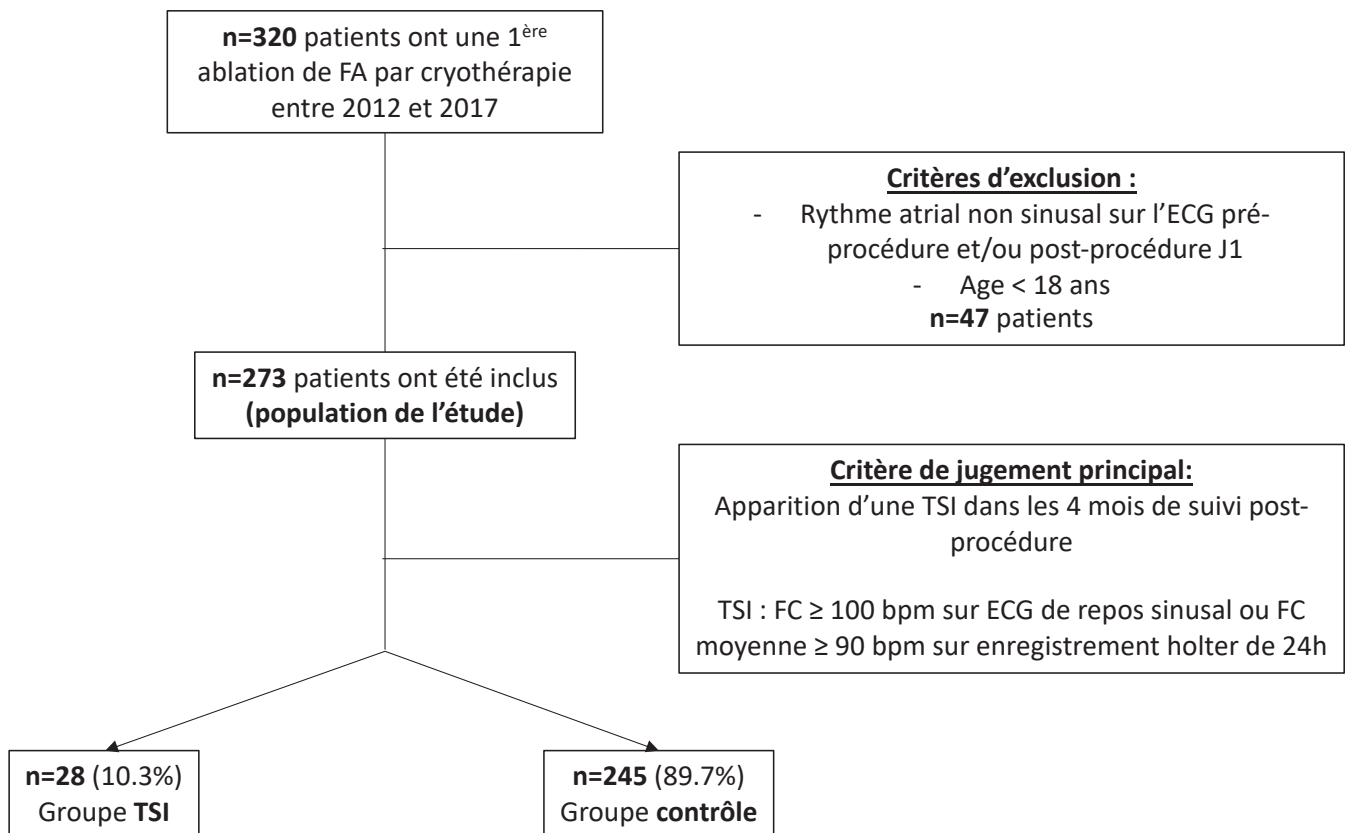 n=320 patients ont une 1ère
ablation de FA par cryothérapie
entre 2012 et 2017
Critères d'exclusion :
- Rythme atrial non sinusal sur l'ECG pré-
procédure et/ou post-procédure J1
- Age < 18 ans
n=47 patients
n=273 patients ont été inclus
(population de l'étude)
Critère de jugement principal:
Apparition d'une TSI dans les 4 mois de suivi post-
procédure
TSI : FC ≥ 100 bpm sur ECG de repos sinusal ou FC
moyenne ≥ 90 bpm sur enregistrement holter de 24h
n=28 (10.3%)
Groupe TSI
n=245 (89.7%)
Groupe contrôle